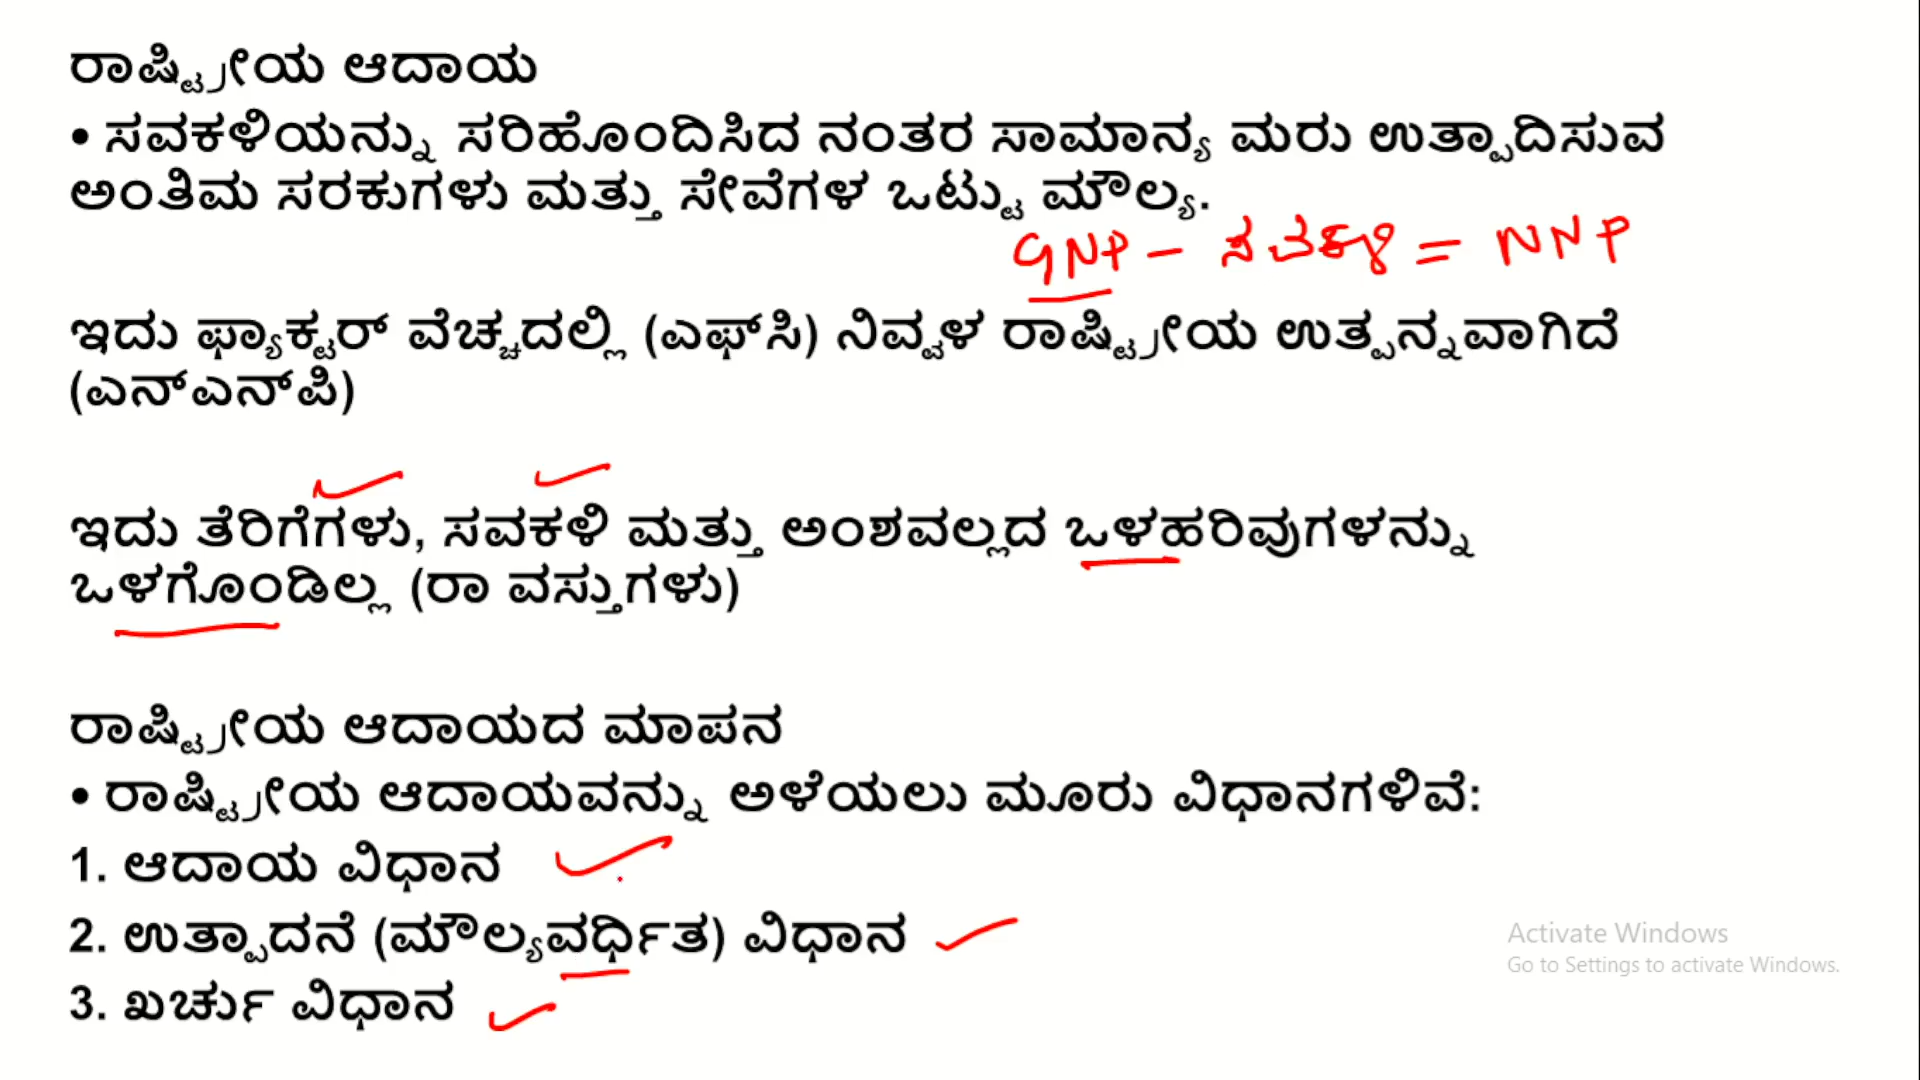 ರಾಷ್ಟ್ರೀಯ ಆದಾಯ
• ಸವಕಳಿಯನ್ನು ಸರಿಹೊಂದಿಸಿದ ನಂತರ ಸಾಮಾನ್ಯ ಮರು ಉತ್ಪಾದಿಸುವ
ಅಂತಿಮ ಸರಕುಗಳು ಮತ್ತು ಸೇವೆಗಳ ಒಟ್ಟು ಮೌಲ್ಯ.
GNP - ಸವಕಳಿ = NNP
ಇದು ಫ್ಯಾಕ್ಟರ್ ವೆಚ್ಚದಲ್ಲಿ (ಎಫ್‌ಸಿ) ನಿವ್ವಳ ರಾಷ್ಟ್ರೀಯ ಉತ್ಪನ್ನವಾಗಿದೆ
(ಎನ್‌ಎನ್‌ಪಿ)
ಇದು ತೆರಿಗೆಗಳು, ಸವಕಳಿ ಮತ್ತು ಅಂಶವಲ್ಲದ ಒಳಹರಿವುಗಳನ್ನು
ಒಳಗೊಂಡಿಲ್ಲ (ರಾ ವಸ್ತುಗಳು)
ರಾಷ್ಟ್ರೀಯ ಆದಾಯದ ಮಾಪನ
• ರಾಷ್ಟ್ರೀಯ ಆದಾಯವನ್ನು ಅಳೆಯಲು ಮೂರು ವಿಧಾನಗಳಿವೆ:
1. ಆದಾಯ ವಿಧಾನ
2. ಉತ್ಪಾದನೆ (ಮೌಲ್ಯವರ್ಧಿತ) ವಿಧಾನ
3. ಖರ್ಚು ವಿಧಾನ
Activate Windows
Go to Settings to activate Windows.